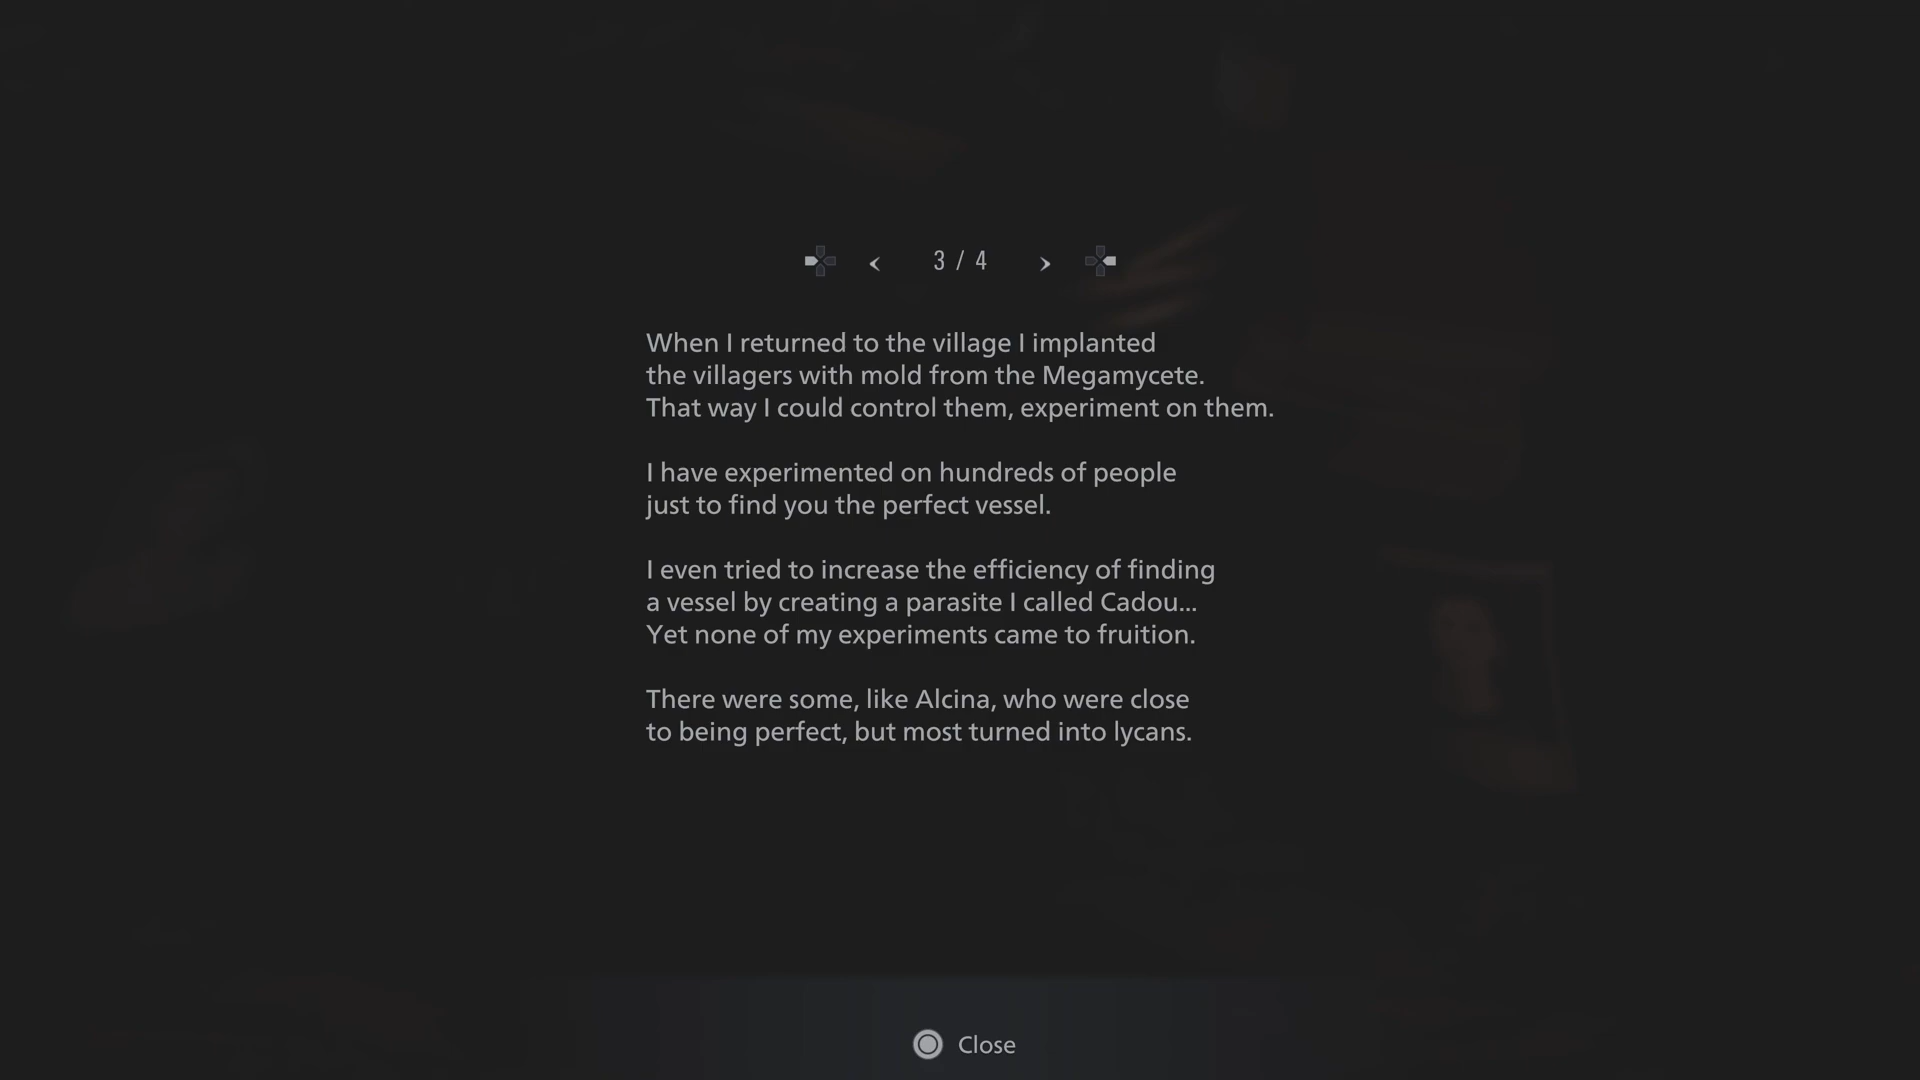 < 3 / 4 >
When I returned to the village I implanted
the villagers with mold from the Megamycete.
That way I could control them, experiment on them.
I have experimented on hundreds of people
just to find you the perfect vessel.
I even tried to increase the efficiency of finding
a vessel by creating a parasite I called Cadou...
Yet none of my experiments came to fruition.
There were some, like Alcina, who were close
to being perfect, but most turned into lycans.
Close